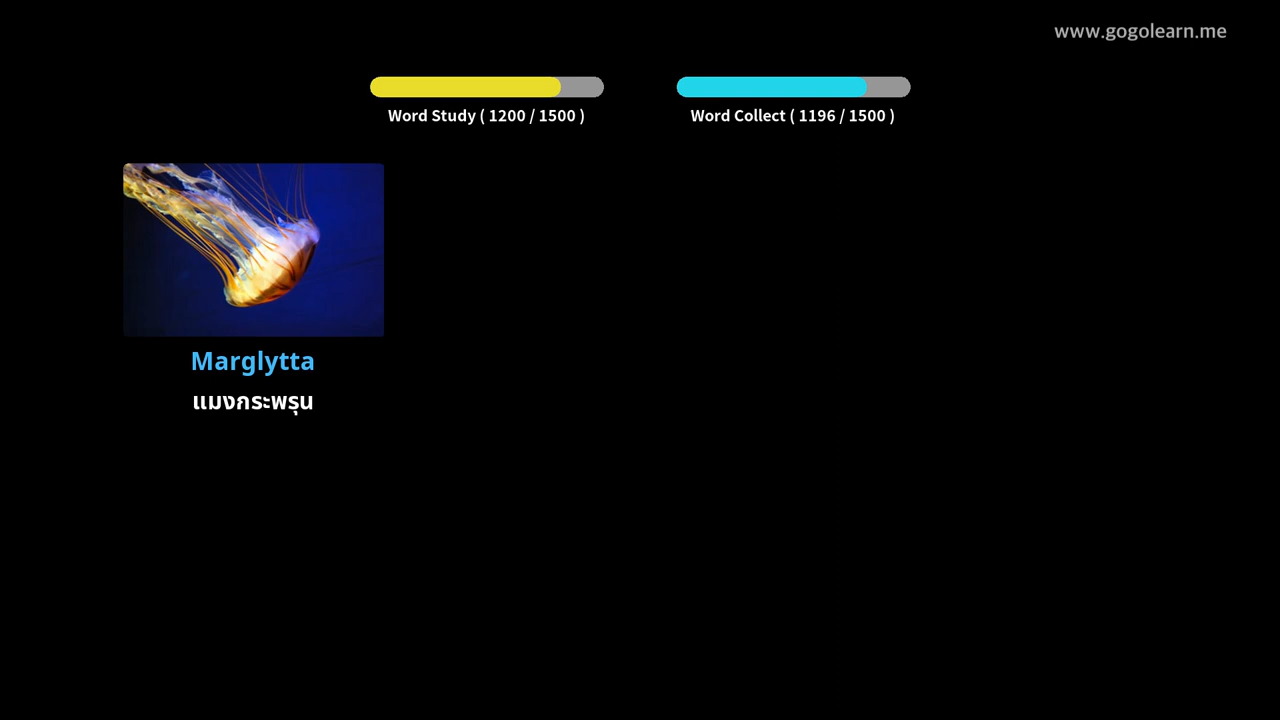 www.gogolearn.me
Word Study ( 1200 / 1500 )
Word Collect ( 1196 / 1500 )
Marglytta
แมงกระพรุน